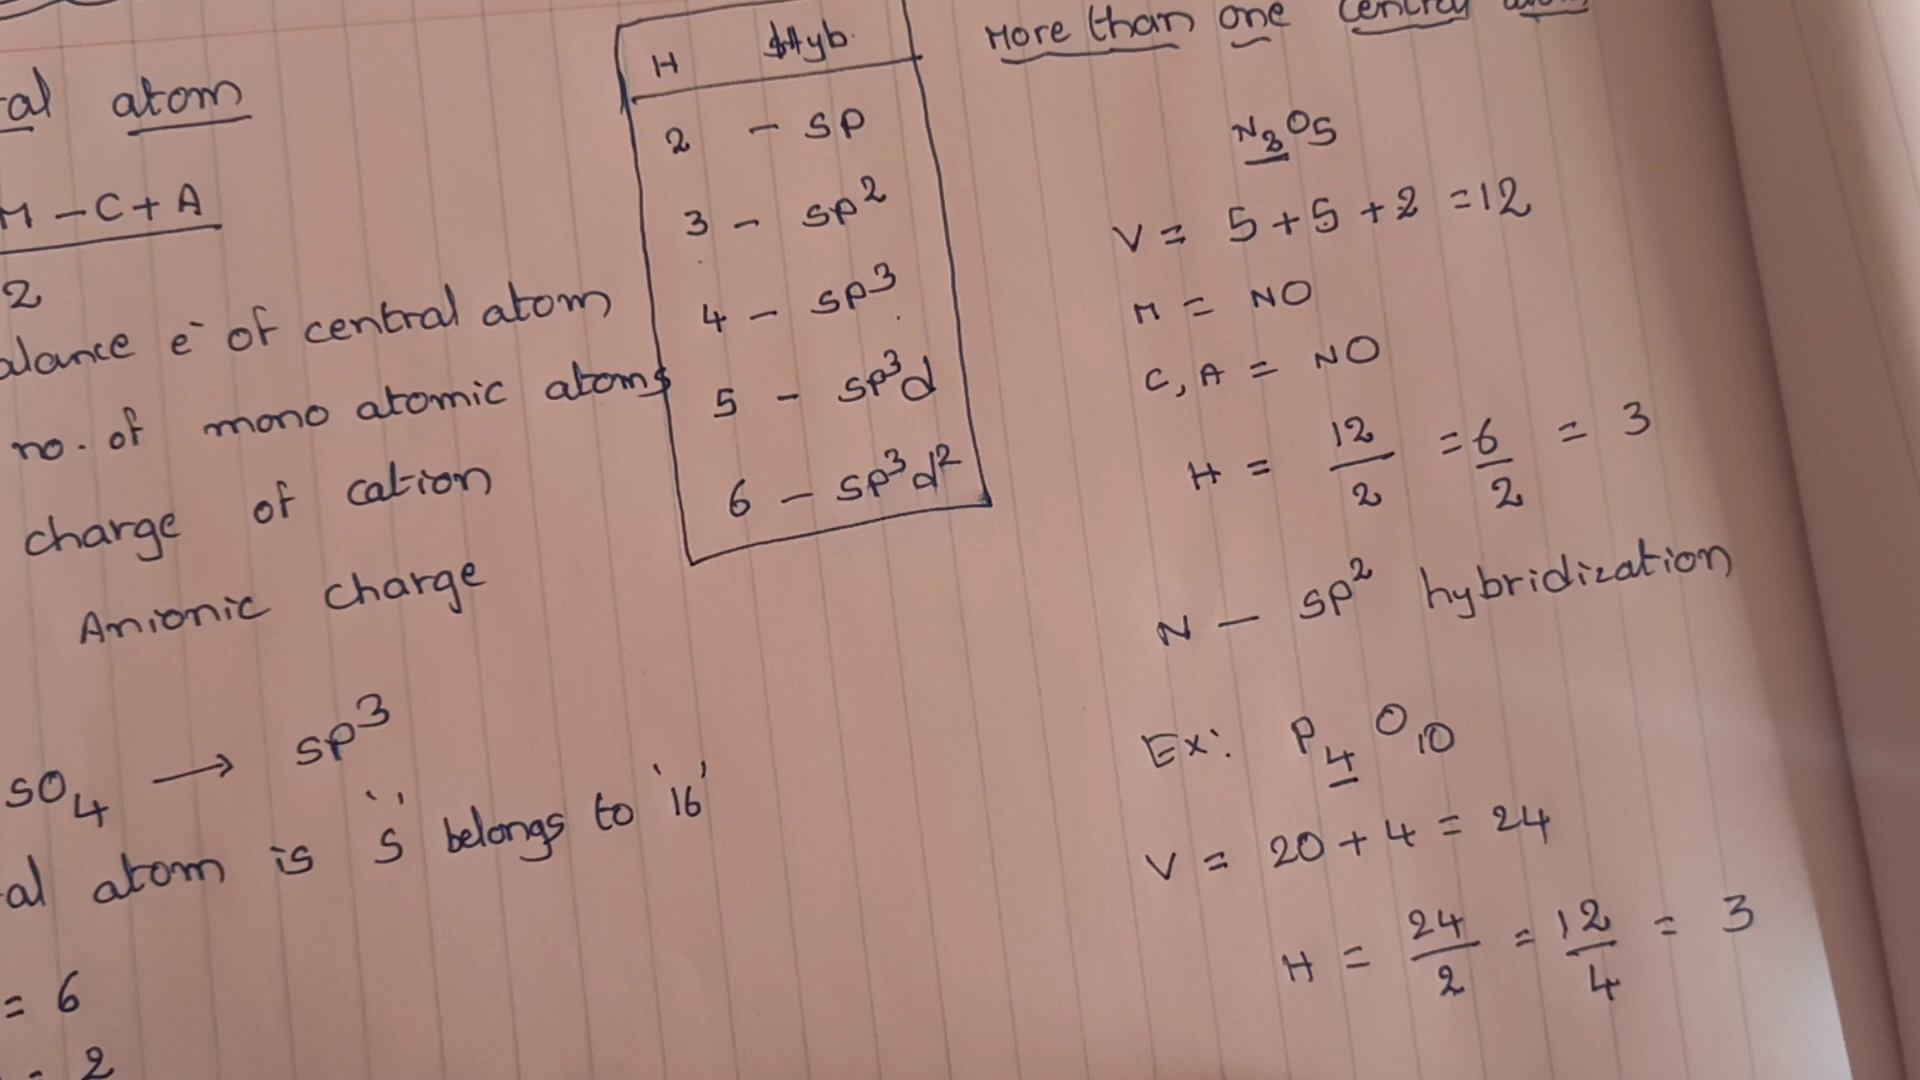 al atom
M - C + A
2
alance e⁻ of central atom
no. of mono atomic atoms
charge of cation
Anionic charge
SO₄ → sp³
al atom is 'S' belongs to '16'
= 6
2
H Hyb.
2 - sp
3 - sp²
4 - sp³
5 - sp³d
6 - sp³d²
More than one central atom
N₂O₅
V = 5 + 5 + 2 = 12
M = NO
C, A = NO
H = 12/2 = 6/2 = 3
N - sp² hybridization
Ex: P₄O₁₀
V = 20 + 4 = 24
H = 24/2 = 12/4 = 3